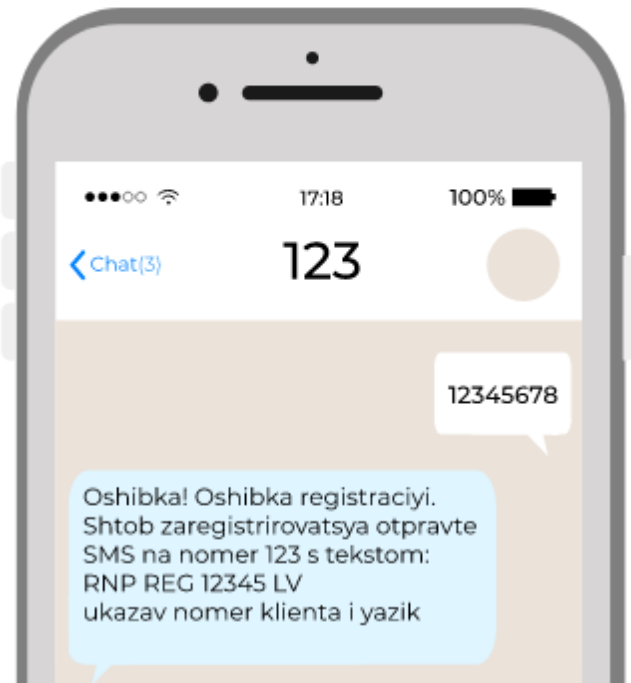 17:18
100%
Chat(3)
123
12345678
Oshibka! Oshibka registraciyi.
Shtob zaregistrirovatsya otpravte
SMS na nomer 123 s tekstom:
RNP REG 12345 LV
ukazav nomer klienta i yazik